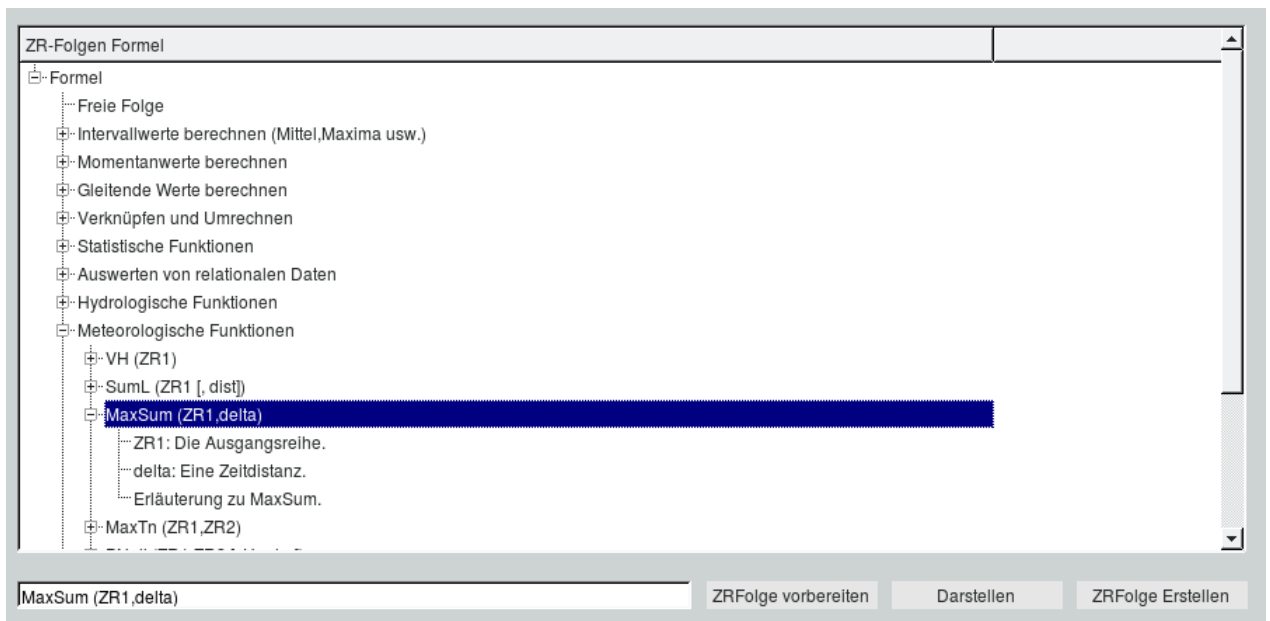 ZR-Folgen Formel
Formel
Freie Folge
Intervallwerte berechnen (Mittel,Maxima usw.)
Momentanwerte berechnen
Gleitende Werte berechnen
Verknüpfen und Umrechnen
Statistische Funktionen
Auswerten von relationalen Daten
Hydrologische Funktionen
Meteorologische Funktionen
VH (ZR1)
SumL (ZR1 [, dist])
MaxSum (ZR1,delta)
ZR1: Die Ausgangsreihe.
delta: Eine Zeitdistanz.
Erläuterung zu MaxSum.
MaxTn (ZR1,ZR2)
MaxSum (ZR1,delta) ZRFolge vorbereiten Darstellen ZRFolge Erstellen